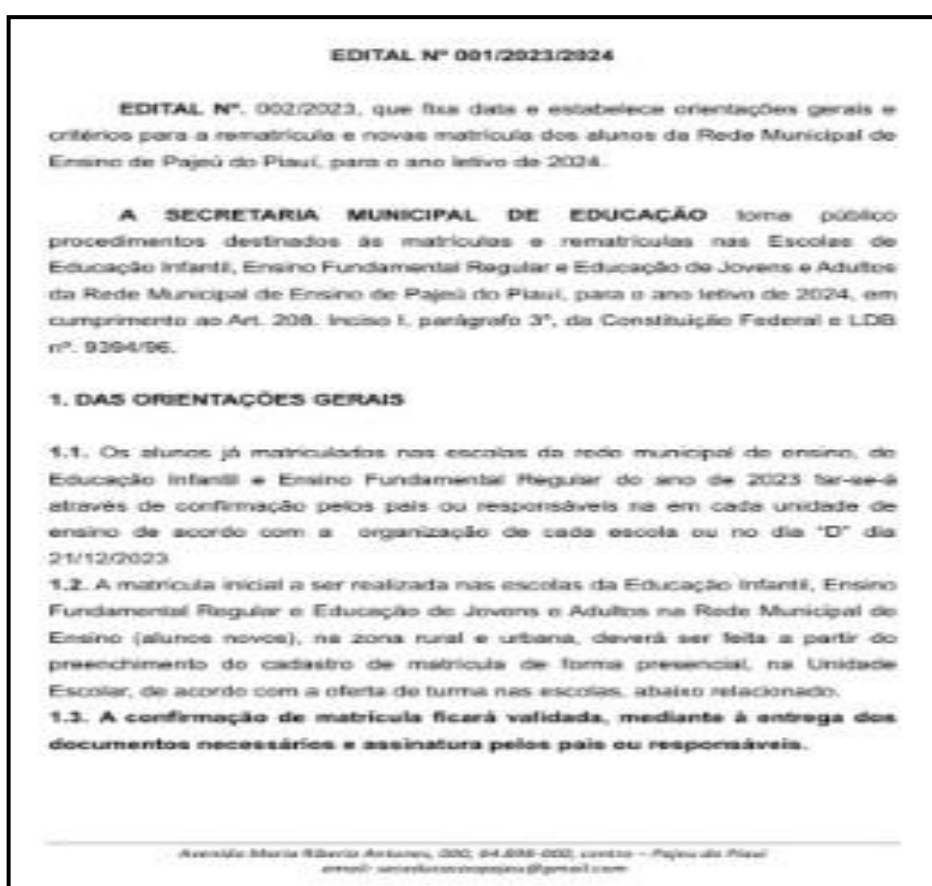 EDITAL Nº 001/2023/2024
EDITAL Nº. 002/2023, que fixa data e estabelece orientações gerais e
critérios para a rematrícula e novas matrícula dos alunos da Rede Municipal de
Ensino de Pajeú do Piauí, para o ano letivo de 2024.
A SECRETARIA MUNICIPAL DE EDUCAÇÃO torna público
procedimentos destinados às matrículas e rematrículas nas Escolas de
Educação Infantil, Ensino Fundamental Regular e Educação de Jovens e Adultos
da Rede Municipal de Ensino de Pajeú do Piauí, para o ano letivo de 2024, em
cumprimento ao Art. 208. Inciso I, parágrafo 3º, da Constituição Federal e LDB
nº. 9394/96.
1. DAS ORIENTAÇÕES GERAIS
1.1. Os alunos já matriculados nas escolas da rede municipal de ensino, de
Educação Infantil e Ensino Fundamental Regular do ano de 2023 far-se-á
através de confirmação pelos pais ou responsáveis na em cada unidade de
ensino de acordo com a organização de cada escola ou no dia "D" dia
21/12/2023
1.2. A matrícula inicial a ser realizada nas escolas da Educação Infantil, Ensino
Fundamental Regular e Educação de Jovens e Adultos na Rede Municipal de
Ensino (alunos novos), na zona rural e urbana, deverá ser feita a partir do
preenchimento do cadastro de matrícula de forma presencial, na Unidade
Escolar, de acordo com a oferta de turma nas escolas, abaixo relacionado.
1.3. A confirmação de matrícula ficará validada, mediante à entrega dos
documentos necessários e assinatura pelos pais ou responsáveis.
Avenida Maria Ribeiro Antunes, 000, 64.898-000, centro – Pajeu do Piauí
email: